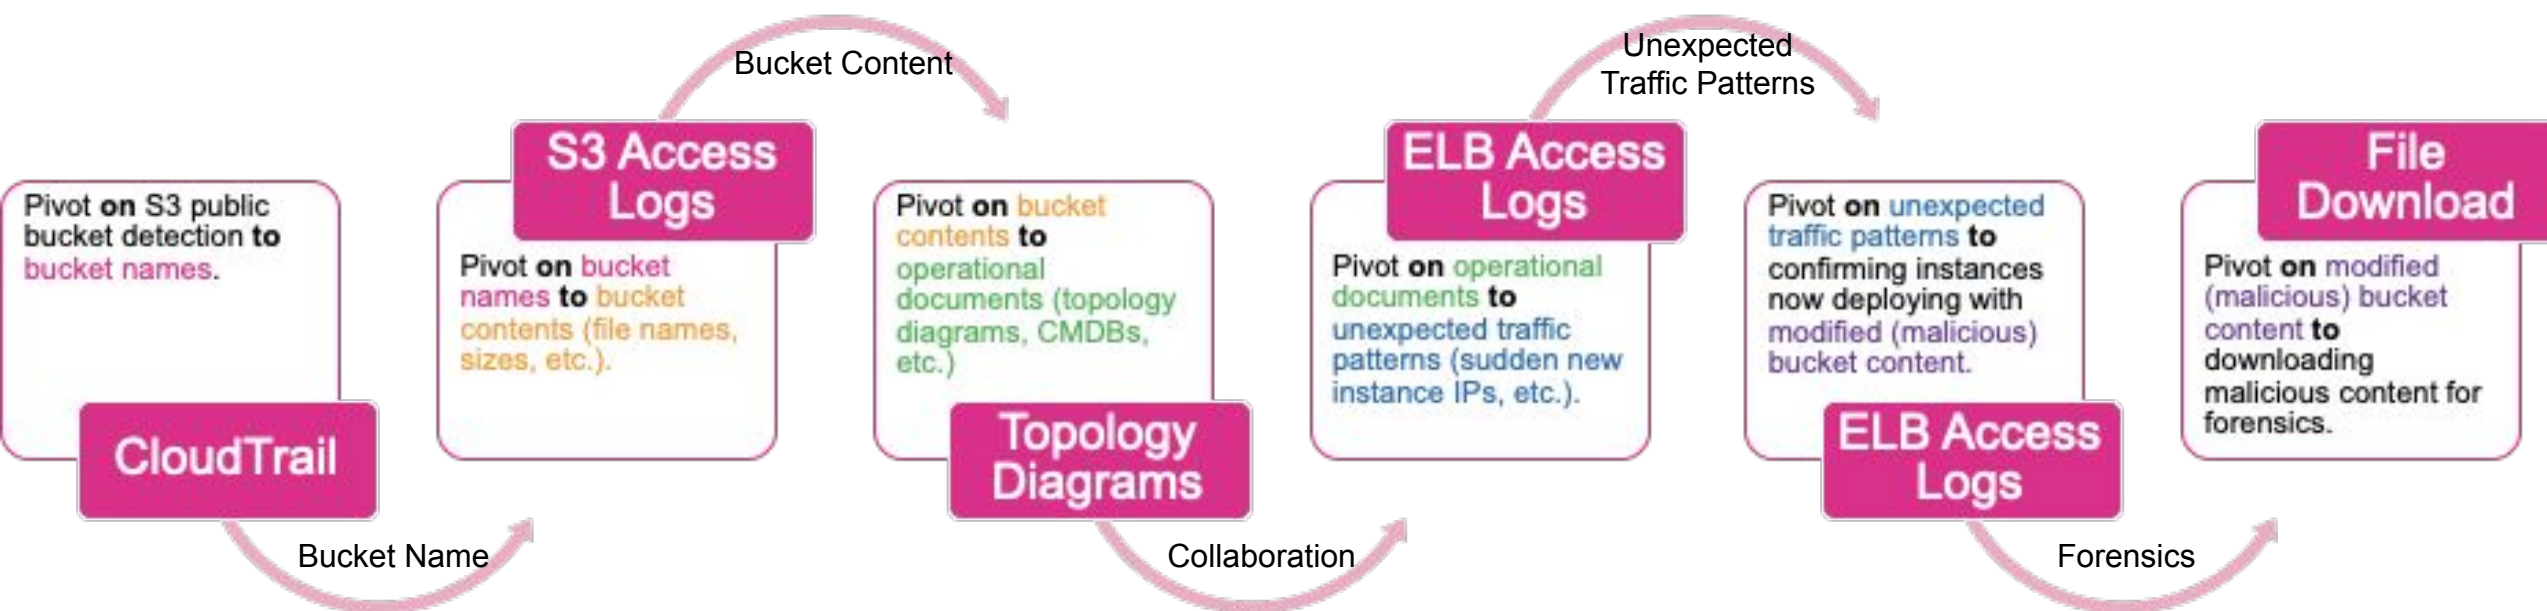 Pivot on S3 public
bucket detection to
bucket names.
CloudTrail
Bucket Name
S3 Access
Logs
Pivot on bucket
names to bucket
contents (file names,
sizes, etc.).
Bucket Content
Pivot on bucket
contents to
operational
documents (topology
diagrams, CMDBs,
etc.)
Topology
Diagrams
Collaboration
ELB Access
Logs
Pivot on operational
documents to
unexpected traffic
patterns (sudden new
instance IPs, etc.).
Unexpected
Traffic Patterns
Pivot on unexpected
traffic patterns to
confirming instances
now deploying with
modified (malicious)
bucket content.
ELB Access
Logs
Forensics
File
Download
Pivot on modified
(malicious) bucket
content to
downloading
malicious content for
forensics.